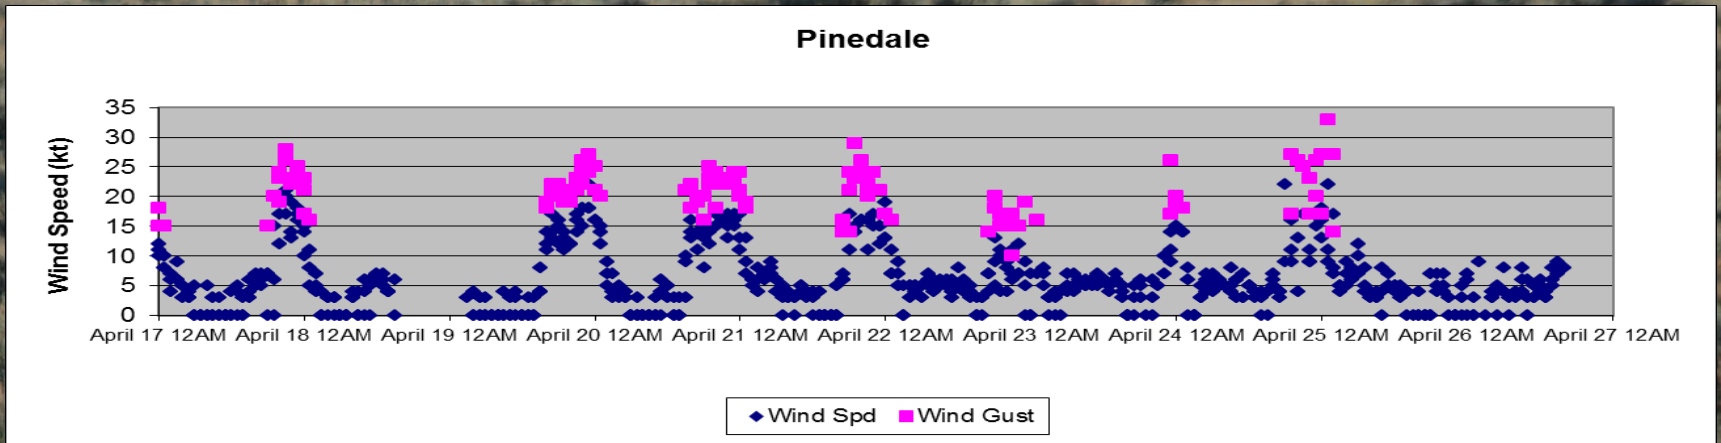 Pinedale
Wind Speed (kt)
35
30
25
20
15
10
5
0
April 17 12AM April 18 12AM April 19 12AM April 20 12AM April 21 12AM April 22 12AM April 23 12AM April 24 12AM April 25 12AM April 26 12AM April 27 12AM
Wind Spd Wind Gust